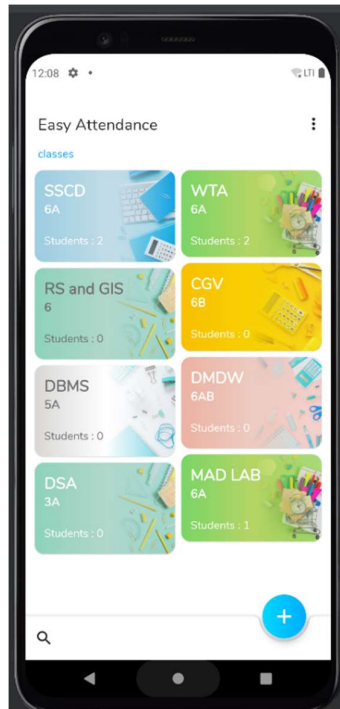 12:08
LTE
Easy Attendance
classes
SSCD
6A
Students : 2
WTA
6A
Students : 2
RS and GIS
6
Students : 0
CGV
6B
Students : 0
DBMS
5A
Students : 0
DMDW
6AB
Students : 0
DSA
3A
Students : 0
MAD LAB
6A
Students : 1